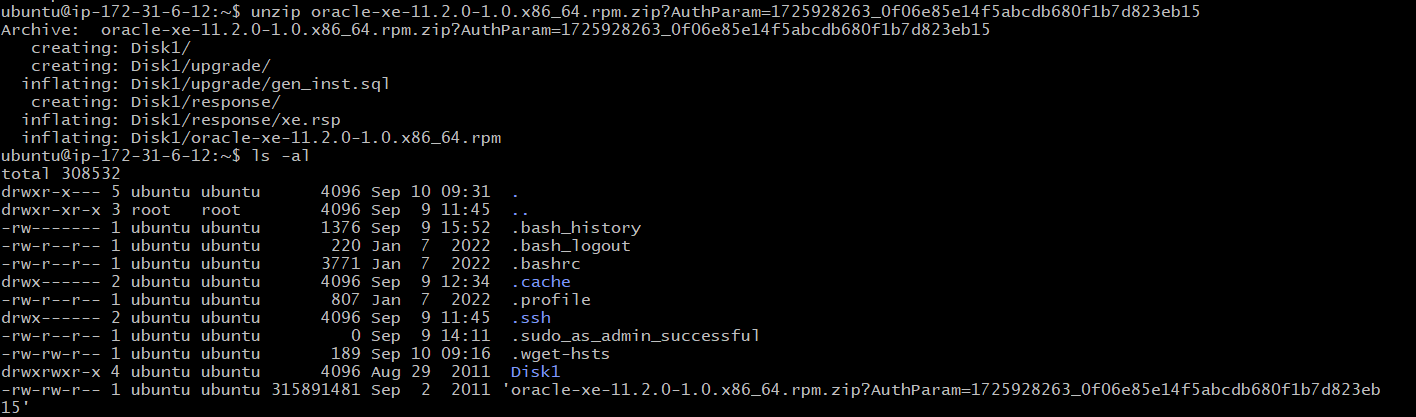 ubuntu@ip-172-31-6-12:~$ unzip oracle-xe-11.2.0-1.0.x86_64.rpm.zip?AuthParam=1725928263_0f06e85e14f5abcdb680f1b7d823eb15
Archive:  oracle-xe-11.2.0-1.0.x86_64.rpm.zip?AuthParam=1725928263_0f06e85e14f5abcdb680f1b7d823eb15
   creating: Disk1/
   creating: Disk1/upgrade/
  inflating: Disk1/upgrade/gen_inst.sql
   creating: Disk1/response/
  inflating: Disk1/response/xe.rsp
  inflating: Disk1/oracle-xe-11.2.0-1.0.x86_64.rpm
ubuntu@ip-172-31-6-12:~$ ls -al
total 308532
drwxr-x--- 5 ubuntu ubuntu      4096 Sep 10 09:31  .
drwxr-xr-x 3 root   root        4096 Sep  9 11:45  ..
-rw------- 1 ubuntu ubuntu      1376 Sep  9 15:52  .bash_history
-rw-r--r-- 1 ubuntu ubuntu       220 Jan  7  2022  .bash_logout
-rw-r--r-- 1 ubuntu ubuntu      3771 Jan  7  2022  .bashrc
drwx------ 2 ubuntu ubuntu      4096 Sep  9 12:34  .cache
-rw-r--r-- 1 ubuntu ubuntu       807 Jan  7  2022  .profile
drwx------ 2 ubuntu ubuntu      4096 Sep  9 11:45  .ssh
-rw-r--r-- 1 ubuntu ubuntu         0 Sep  9 14:11  .sudo_as_admin_successful
-rw-rw-r-- 1 ubuntu ubuntu       189 Sep 10 09:16  .wget-hsts
drwxrwxr-x 4 ubuntu ubuntu      4096 Aug 29  2011  Disk1
-rw-rw-r-- 1 ubuntu ubuntu 315891481 Sep  2  2011 'oracle-xe-11.2.0-1.0.x86_64.rpm.zip?AuthParam=1725928263_0f06e85e14f5abcdb680f1b7d823eb
15'